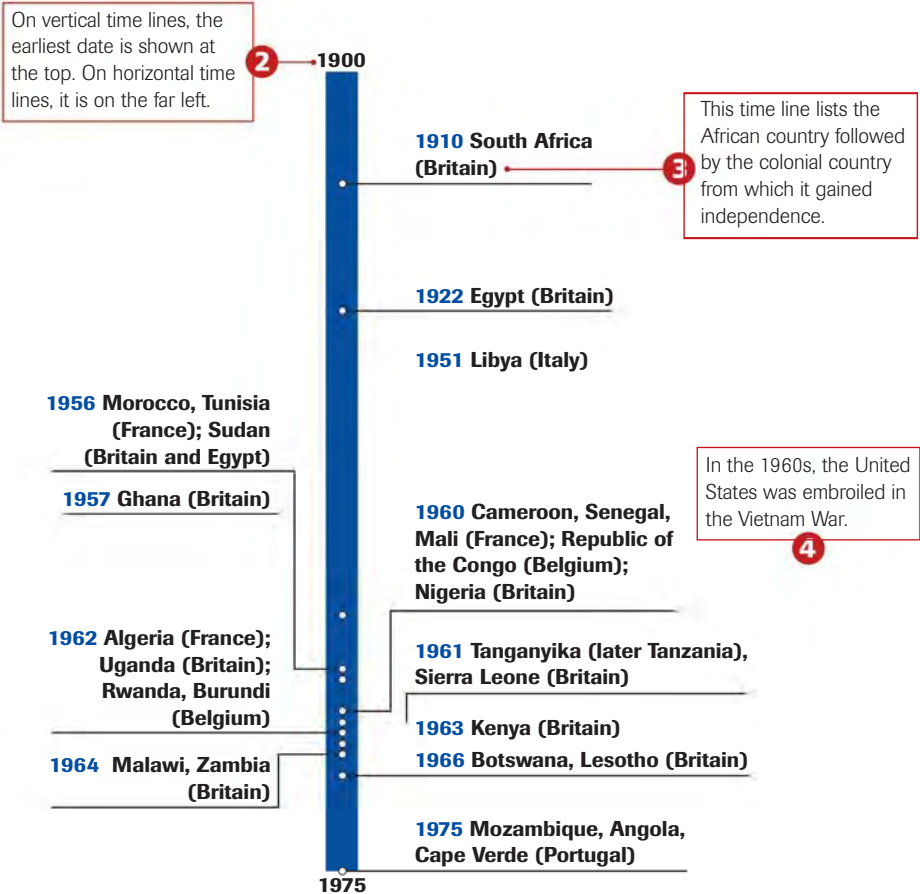 On vertical time lines, the
earliest date is shown at
the top. On horizontal time
lines, it is on the far left.
2
1900
1910 South Africa
(Britain)
3
This time line lists the
African country followed
by the colonial country
from which it gained
independence.
1922 Egypt (Britain)
1951 Libya (Italy)
1956 Morocco, Tunisia
(France); Sudan
(Britain and Egypt)
1957 Ghana (Britain)
In the 1960s, the United
States was embroiled in
the Vietnam War.
4
1960 Cameroon, Senegal,
Mali (France); Republic of
the Congo (Belgium);
Nigeria (Britain)
1962 Algeria (France);
Uganda (Britain);
Rwanda, Burundi
(Belgium)
1961 Tanganyika (later Tanzania),
Sierra Leone (Britain)
1963 Kenya (Britain)
1964 Malawi, Zambia
(Britain)
1966 Botswana, Lesotho (Britain)
1975 Mozambique, Angola,
Cape Verde (Portugal)
1975